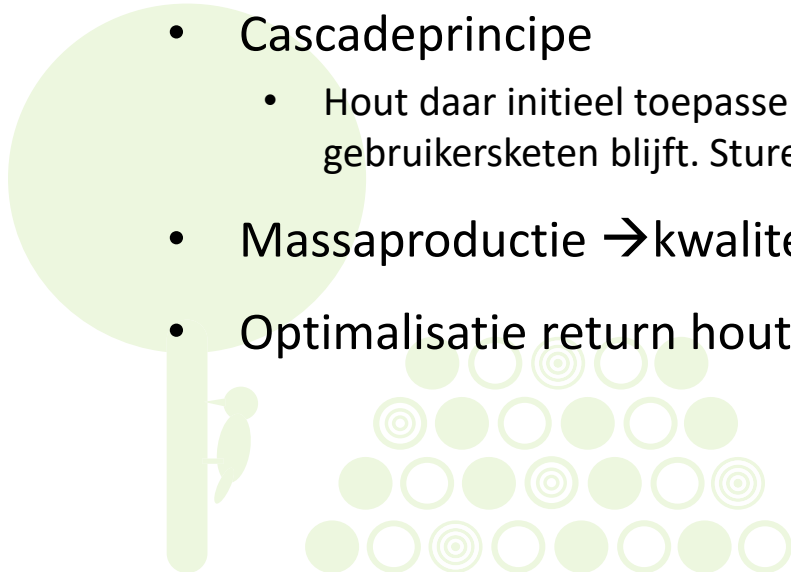 • Cascadeprincipe
• Hout daar initieel toepasse
gebruikersketen blijft. Sture
• Massaproductie →kwalite
• Optimalisatie return hout